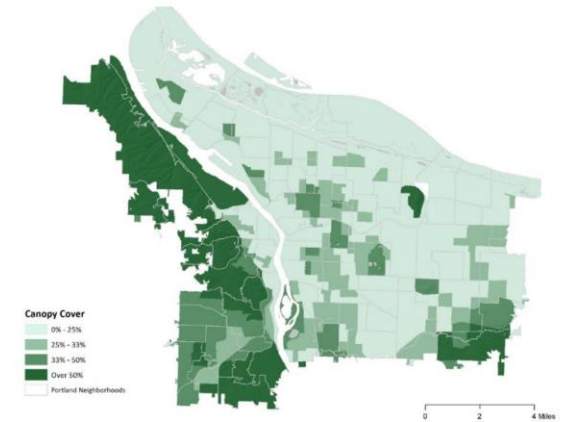 Canopy Cover
0% - 25%
25% - 33%
33% - 50%
Over 50%
Portland Neighborhoods
0 2 4 Miles